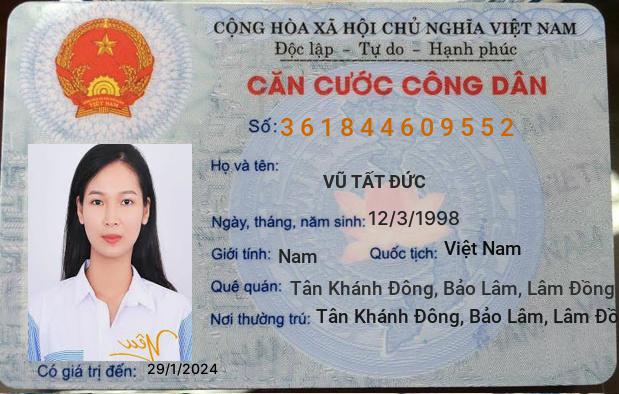 CỘNG HÒA XÃ HỘI CHỦ NGHĨA VIỆT NAM
Độc lập - Tự do - Hạnh phúc
CĂN CƯỚC CÔNG DÂN
Số: 361844609552
Họ và tên:
VŨ TẤT ĐỨC
Ngày, tháng, năm sinh: 12/3/1998
Giới tính: Nam Quốc tịch: Việt Nam
Quê quán: Tân Khánh Đông, Bảo Lâm, Lâm Đồng
Nơi thường trú: Tân Khánh Đông, Bảo Lâm, Lâm Đồ
Có giá trị đến: 29/1/2024
VIỆT NAM